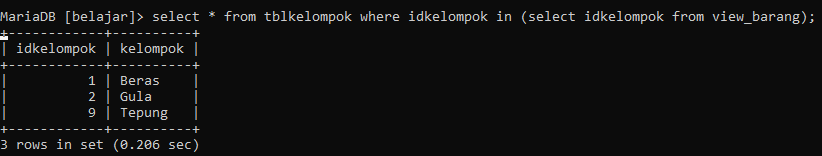 MariaDB [belajar]> select * from tblkelompok where idkelompok in (select idkelompok from view_barang);
+------------+----------+
| idkelompok | kelompok |
+------------+----------+
|          1 | Beras    |
|          2 | Gula     |
|          9 | Tepung   |
+------------+----------+
3 rows in set (0.206 sec)